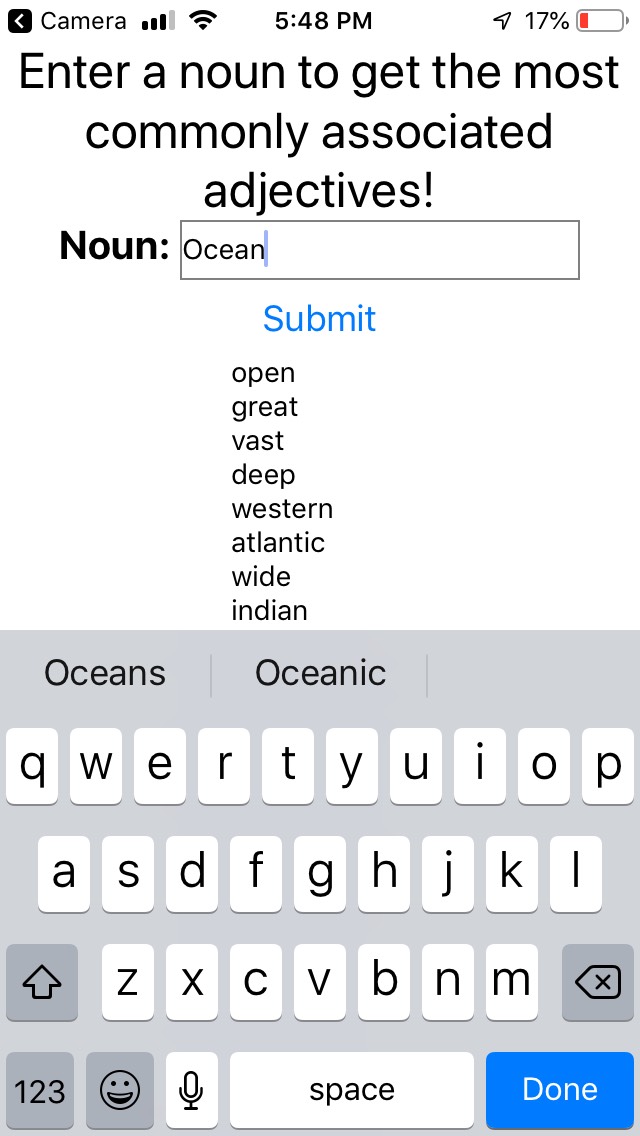 Camera 5:48 PM 17%
Enter a noun to get the most
commonly associated
adjectives!
Noun: Ocean
Submit
open
great
vast
deep
western
atlantic
wide
indian
Oceans Oceanic
q w e r t y u i o p
a s d f g h j k l
z x c v b n m
123 space Done